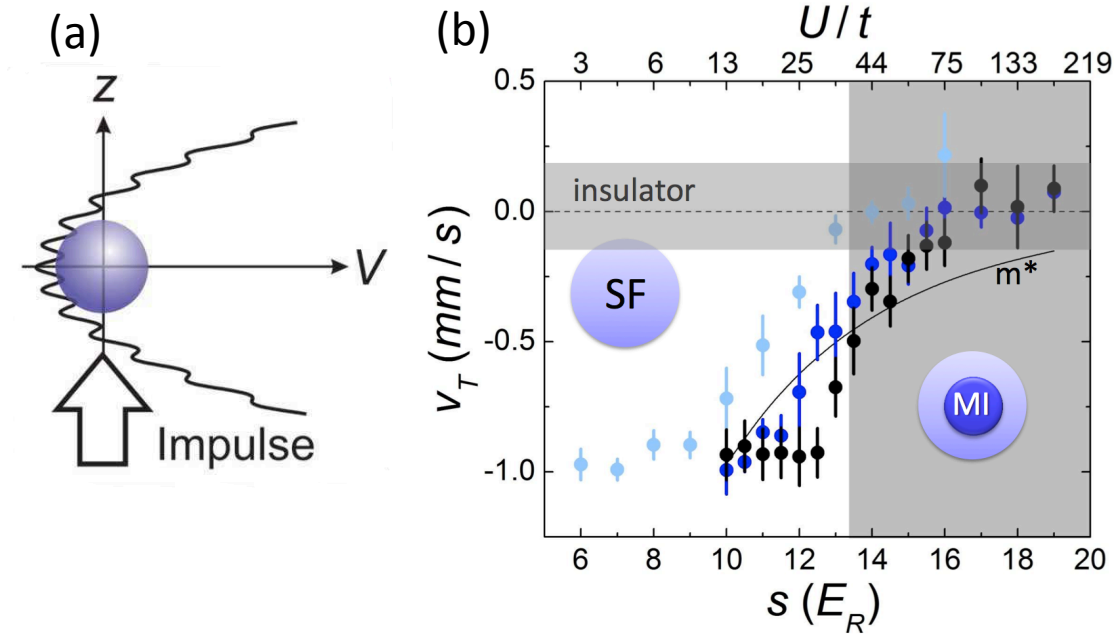 (a)
z
V
Impulse
(b)
U/t
3 6 13 25 44 75 133 219
0.5
0.0
-0.5
-1.0
v_T (mm/s)
insulator
SF
m*
MI
6 8 10 12 14 16 18 20
s (E_R)